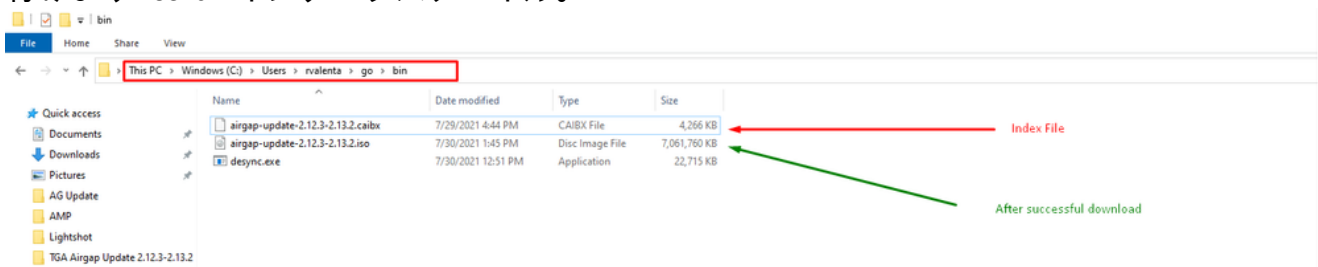 bin
File Home Share View
This PC > Windows (C:) > Users > rvalenta > go > bin
Name Date modified Type Size
Quick access
Documents
Downloads
Pictures
AG Update
AMP
Lightshot
TGA Airgap Update 2.12.3-2.13.2
airgap-update-2.12.3-2.13.2.caibx 7/29/2021 4:44 PM CAIBX File 4,266 KB
airgap-update-2.12.3-2.13.2.iso 7/30/2021 1:45 PM Disc Image File 7,061,760 KB
desync.exe 7/30/2021 12:51 PM Application 22,715 KB
Index File
After successful download